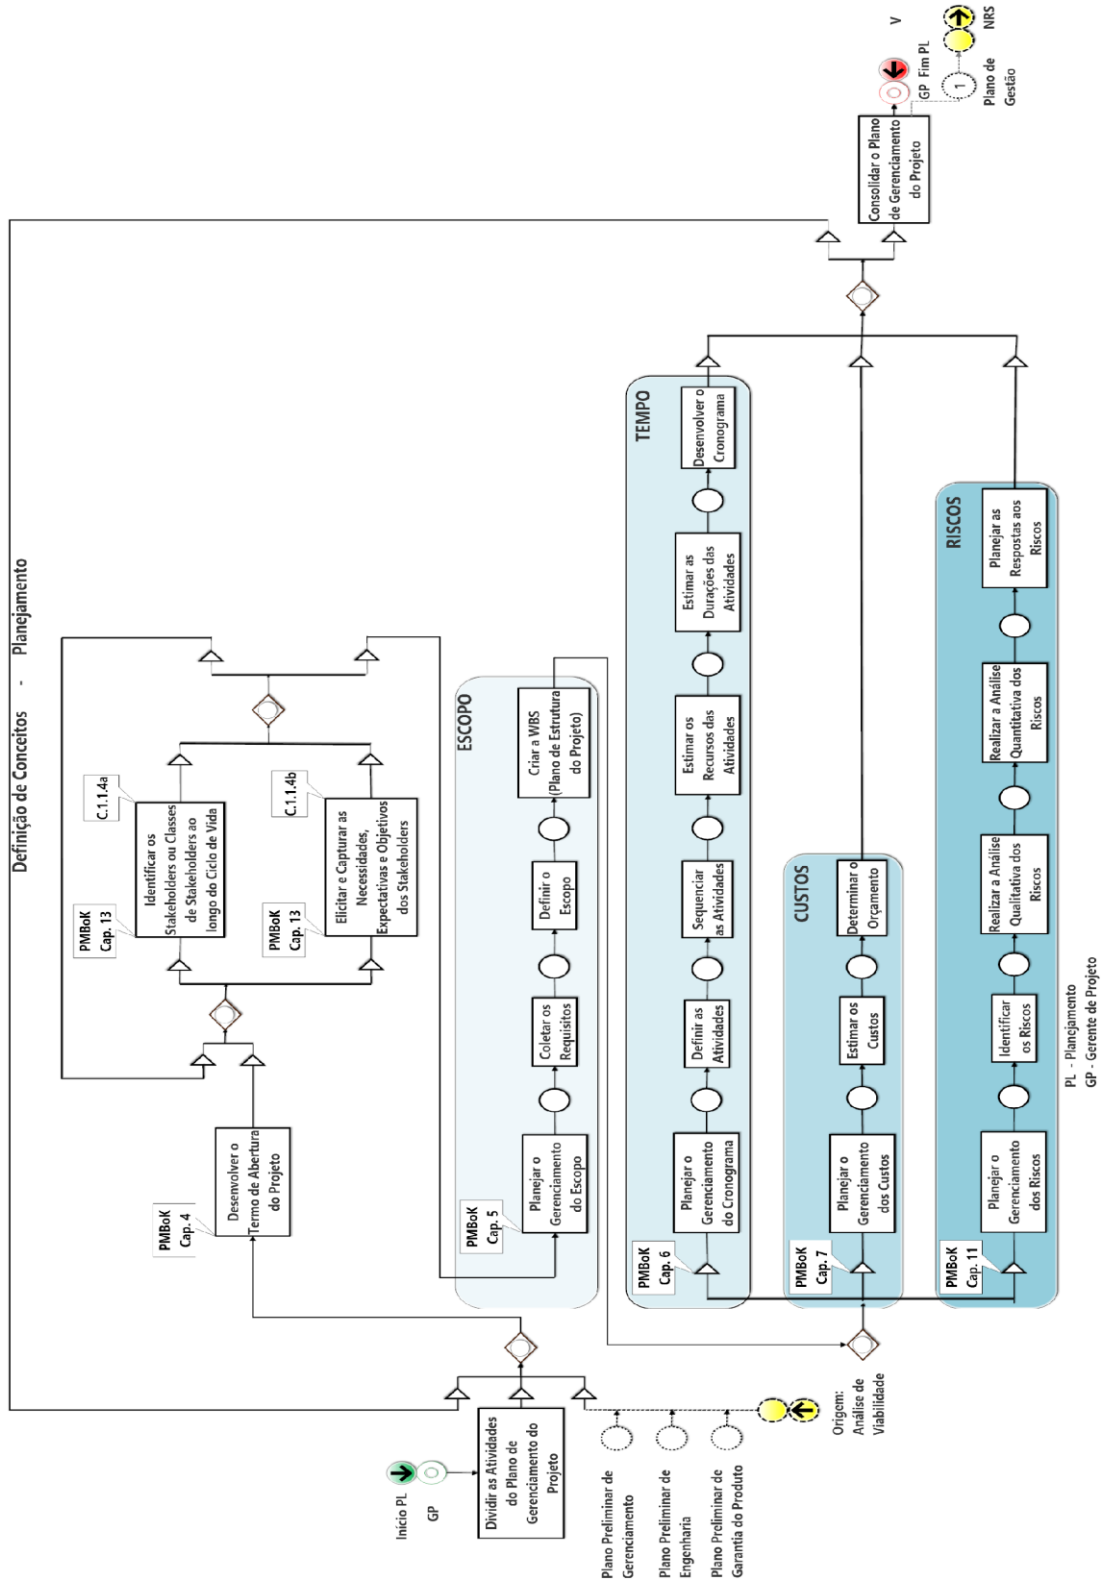 Definição de Conceitos - Planejamento
Início PL
GP
Dividir as Atividades
do Plano de
Gerenciamento do
Projeto
Plano Preliminar de
Gerenciamento
Plano Preliminar de
Engenharia
Plano Preliminar de
Garantia do Produto
Origem:
Análise de
Viabilidade
PMBoK
Cap. 4
Desenvolver o
Termo de Abertura
do Projeto
PMBoK
Cap. 13
C.1.1.4a
Identificar os
Stakeholders ou Classes
de Stakeholders ao
longo do Ciclo de Vida
PMBoK
Cap. 13
C.1.1.4b
Elicitar e Capturar as
Necessidades,
Expectativas e Objetivos
dos Stakeholders
ESCOPO
PMBoK
Cap. 5
Planejar o
Gerenciamento
do Escopo
Coletar os
Requisitos
Definir o
Escopo
Criar a WBS
(Plano de Estrutura
do Projeto)
TEMPO
PMBoK
Cap. 6
Planejar o
Gerenciamento
do Cronograma
Definir as
Atividades
Sequenciar
as Atividades
Estimar os
Recursos das
Atividades
Estimar as
Durações das
Atividades
Desenvolver o
Cronograma
CUSTOS
PMBoK
Cap. 7
Planejar o
Gerenciamento
dos Custos
Estimar os
Custos
Determinar o
Orçamento
RISCOS
PMBoK
Cap. 11
Planejar o
Gerenciamento
dos Riscos
Identificar
os Riscos
Realizar a Análise
Qualitativa dos
Riscos
Realizar a Análise
Quantitativa dos
Riscos
Planejar as
Respostas aos
Riscos
Consolidar o Plano
de Gerenciamento
do Projeto
V
GP Fim PL
1
Plano de
Gestão
NRS
PL - Planejamento
GP - Gerente de Projeto